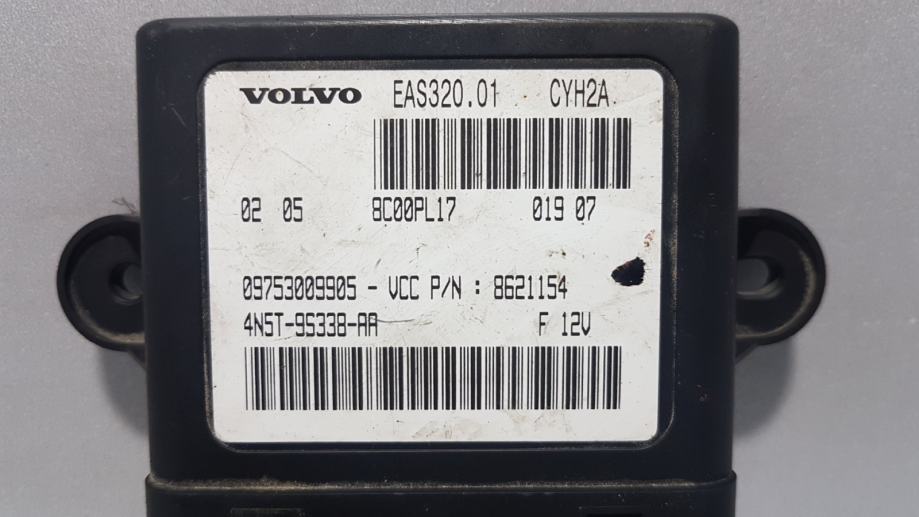 VOLVO EAS320.01 CYH2A
02 05 8C00PL17 019 07
09753009905 - VCC P/N : 8621154
4N5T-9S338-AA F 12V